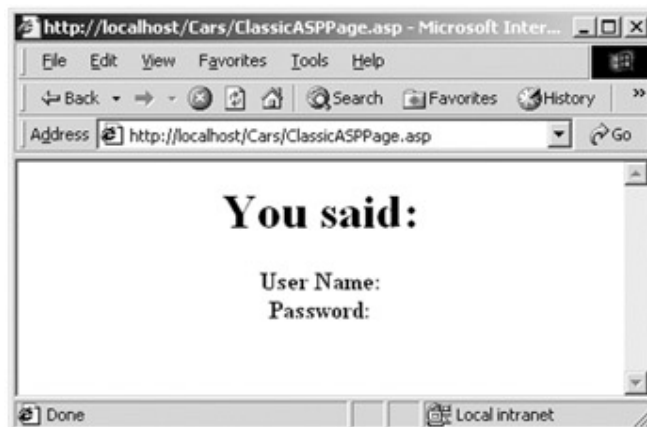 http://localhost/Cars/ClassicASPPage.asp - Microsoft Inter...
File Edit View Favorites Tools Help
Back Search Favorites History »
Address http://localhost/Cars/ClassicASPPage.asp Go
You said:
User Name:
Password:
Done Local intranet